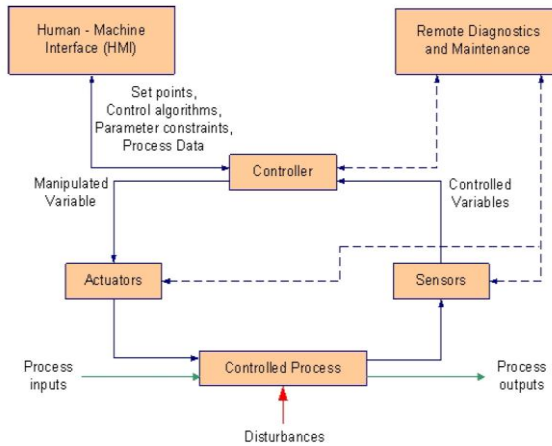 Human - Machine
Interface (HMI)
Remote Diagnostics
and Maintenance
Set points,
Control algorithms,
Parameter constraints,
Process Data
Controller
Manipulated
Variable
Controlled
Variables
Actuators
Sensors
Process
inputs
Controlled Process
Process
outputs
Disturbances